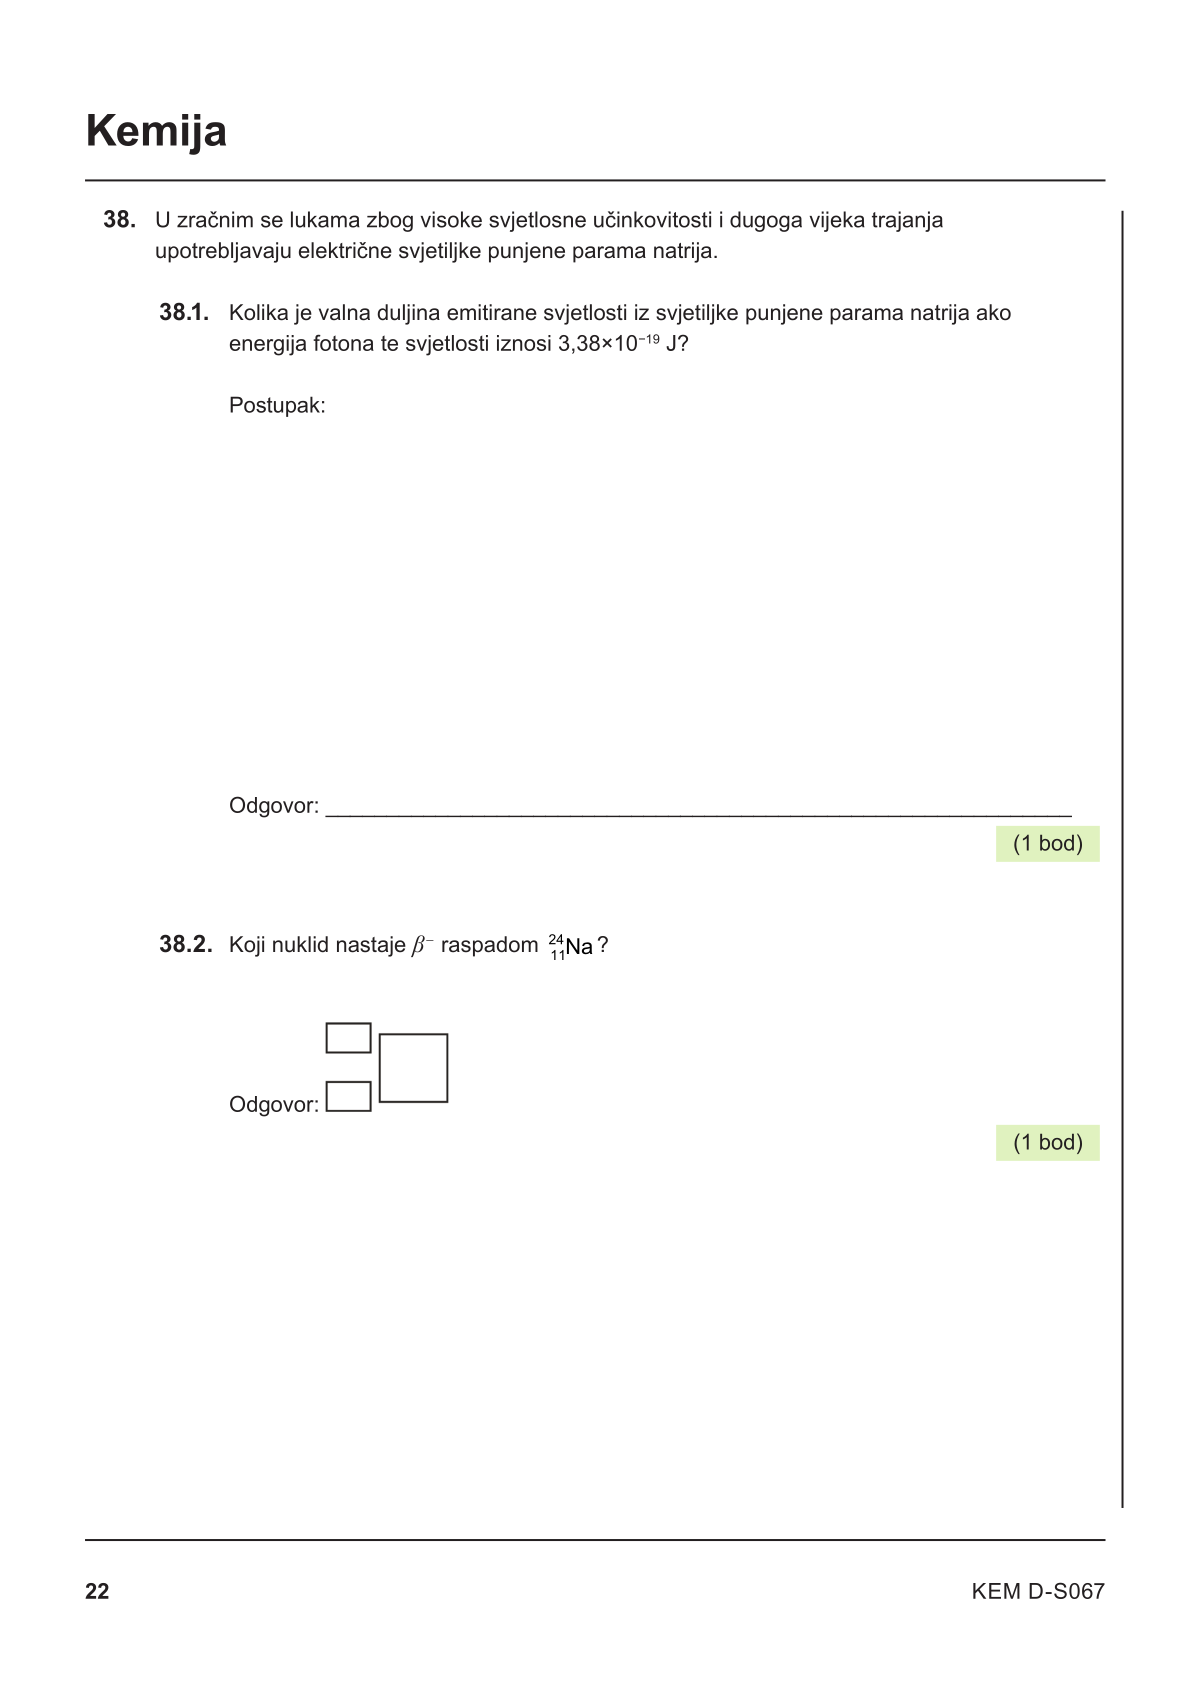 Kemija
38. U zračnim se lukama zbog visoke svjetlosne učinkovitosti i dugoga vijeka trajanja
upotrebljavaju električne svjetiljke punjene parama natrija.
38.1. Kolika je valna duljina emitirane svjetlosti iz svjetiljke punjene parama natrija ako
energija fotona te svjetlosti iznosi 3,38×10⁻¹⁹ J?
Postupak:
Odgovor: ______________________________________________________________
(1 bod)
38.2. Koji nuklid nastaje β⁻ raspadom ²⁴₁₁Na ?
Odgovor:
(1 bod)
22 KEM D-S067